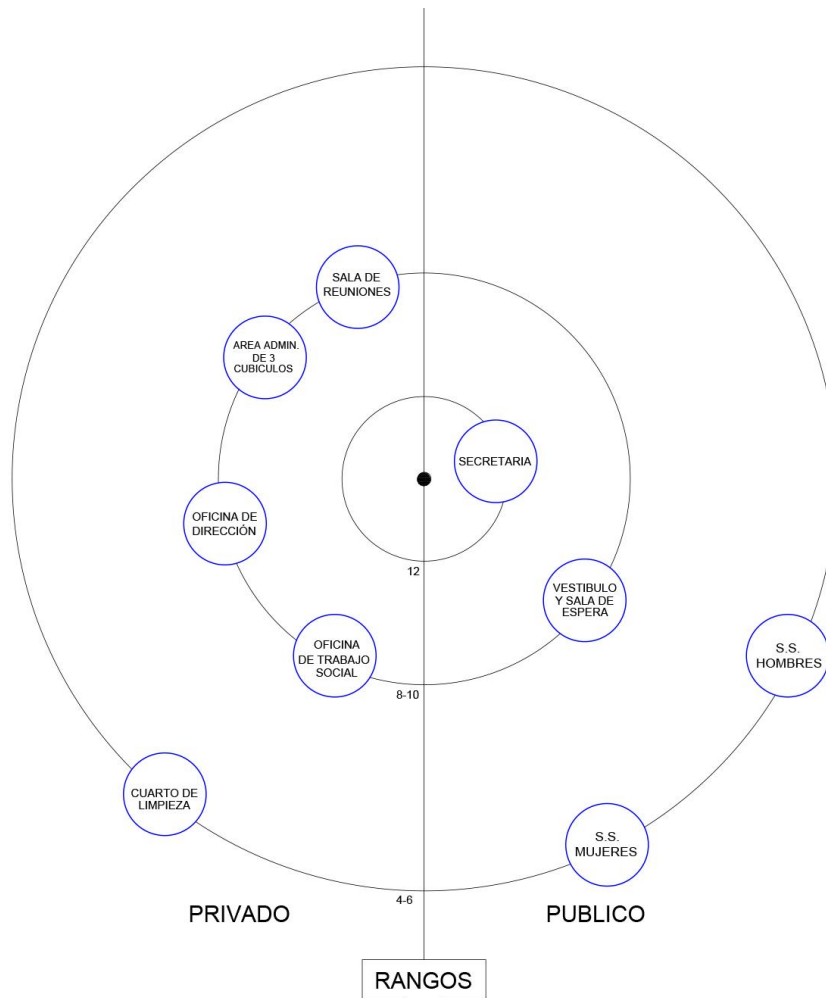 SALA DE
REUNIONES
AREA ADMIN.
DE 3
CUBICULOS
SECRETARIA
OFICINA DE
DIRECCIÓN
12
VESTIBULO
Y SALA DE
ESPERA
OFICINA
DE TRABAJO
SOCIAL
S.S.
HOMBRES
8-10
CUARTO DE
LIMPIEZA
S.S.
MUJERES
4-6
PRIVADO
PUBLICO
RANGOS